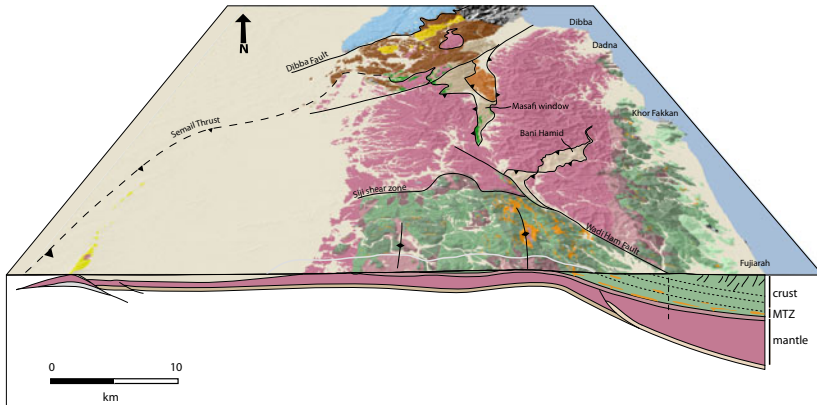 N
Dibba
Dadna
Dibba Fault
Khor Fakkan
Masafi window
Semail Thrust
Bani Hamid
Siji shear zone
Wadi Ham Fault
Fujiarah
crust
MTZ
mantle
0 10
km